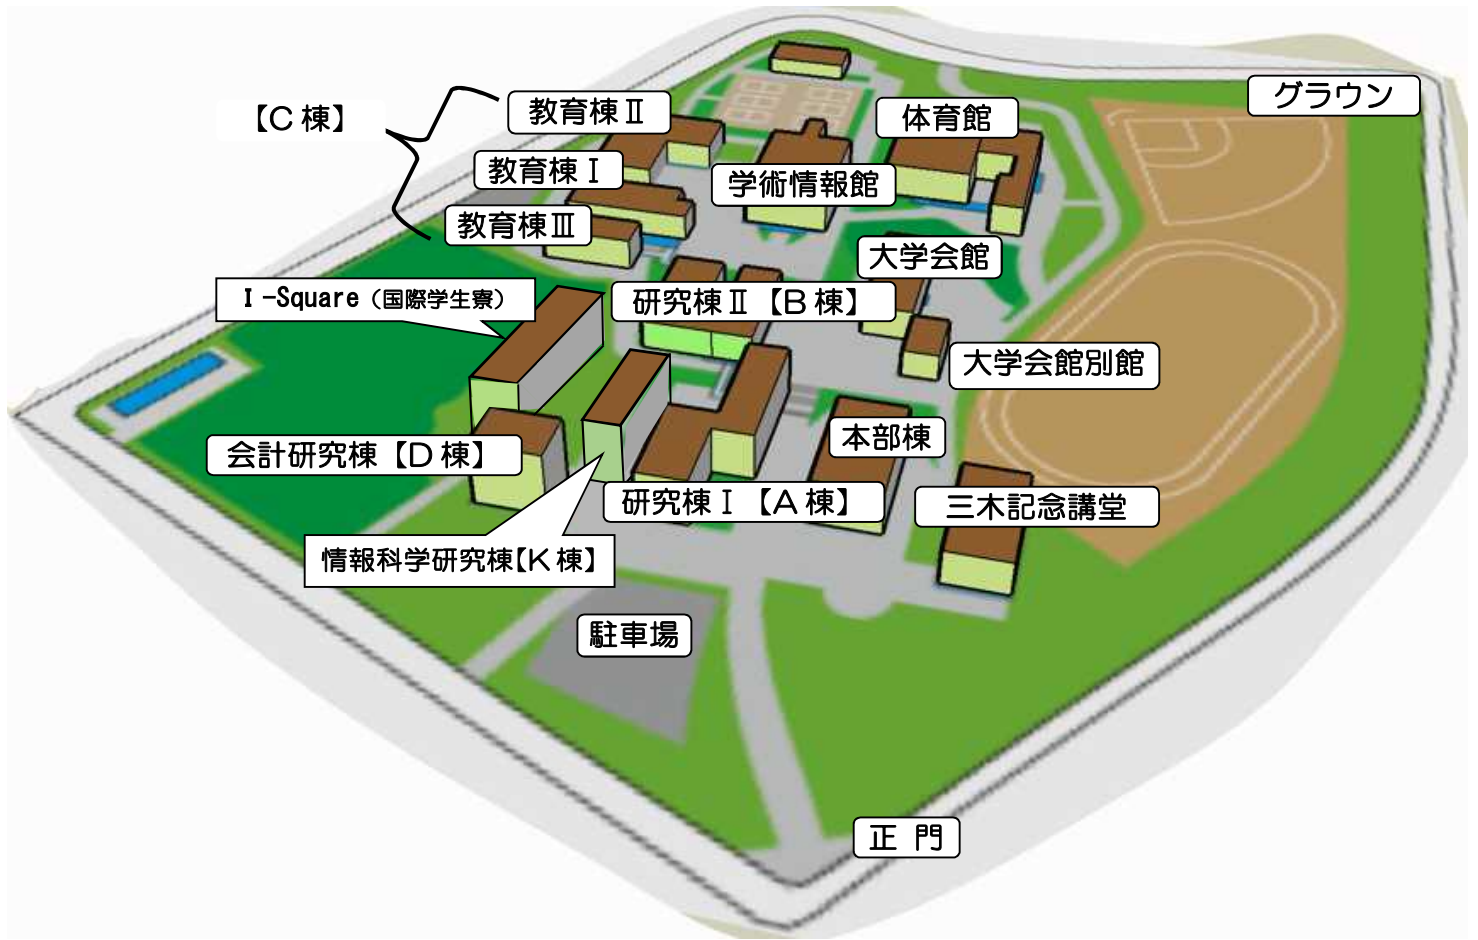 グラウン
【C棟】
教育棟Ⅱ
体育館
教育棟Ⅰ
学術情報館
教育棟Ⅲ
大学会館
I-Square（国際学生寮）
研究棟Ⅱ【B棟】
大学会館別館
本部棟
会計研究棟【D棟】
研究棟Ⅰ【A棟】
三木記念講堂
情報科学研究棟【K棟】
駐車場
正 門